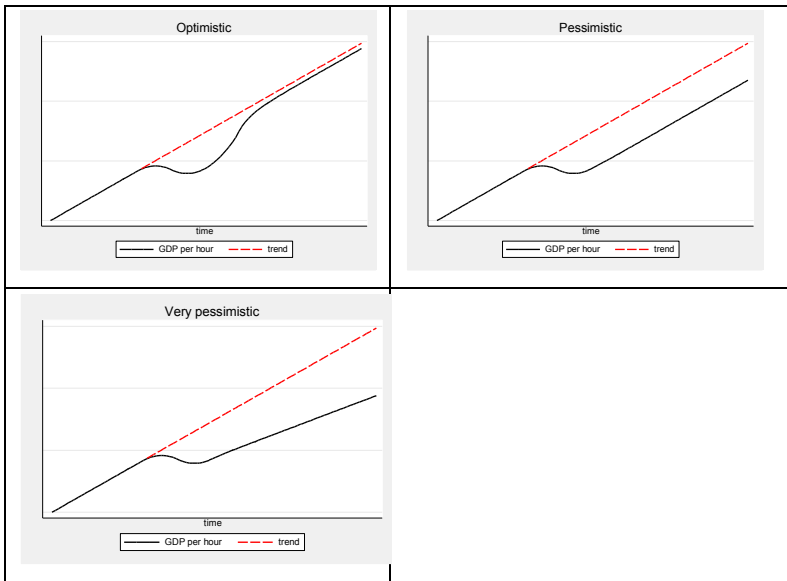 Optimistic
time
GDP per hour trend
Pessimistic
time
GDP per hour trend
Very pessimistic
time
GDP per hour trend